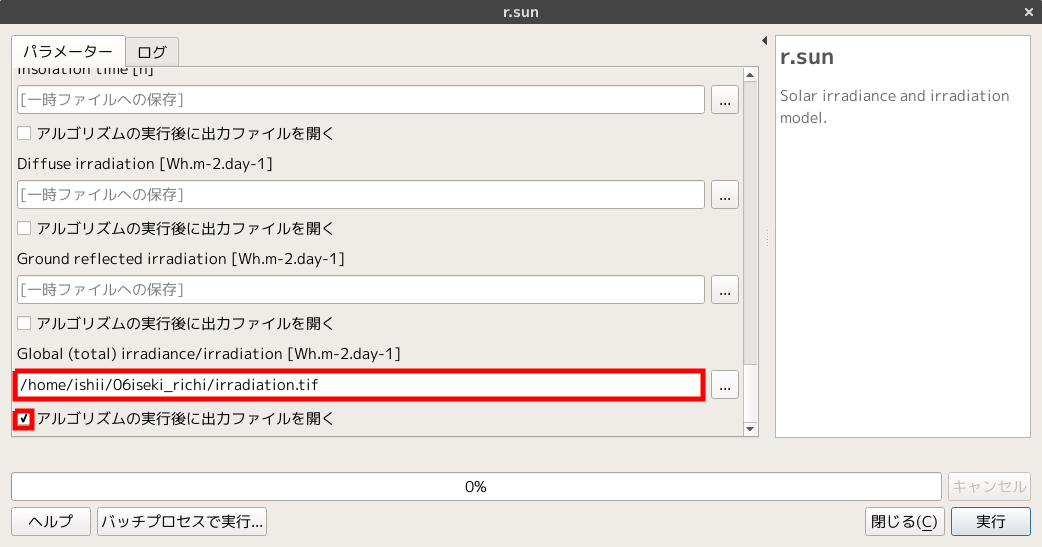 r.sun
パラメーター
ログ
Insolation time [h]
[一時ファイルへの保存]
...
アルゴリズムの実行後に出力ファイルを開く
Diffuse irradiation [Wh.m-2.day-1]
[一時ファイルへの保存]
...
アルゴリズムの実行後に出力ファイルを開く
Ground reflected irradiation [Wh.m-2.day-1]
[一時ファイルへの保存]
...
アルゴリズムの実行後に出力ファイルを開く
Global (total) irradiance/irradiation [Wh.m-2.day-1]
/home/ishii/06iseki_richi/irradiation.tif
...
アルゴリズムの実行後に出力ファイルを開く
r.sun
Solar irradiance and irradiation
model.
0%
キャンセル
ヘルプ
バッチプロセスで実行...
閉じる(C)
実行